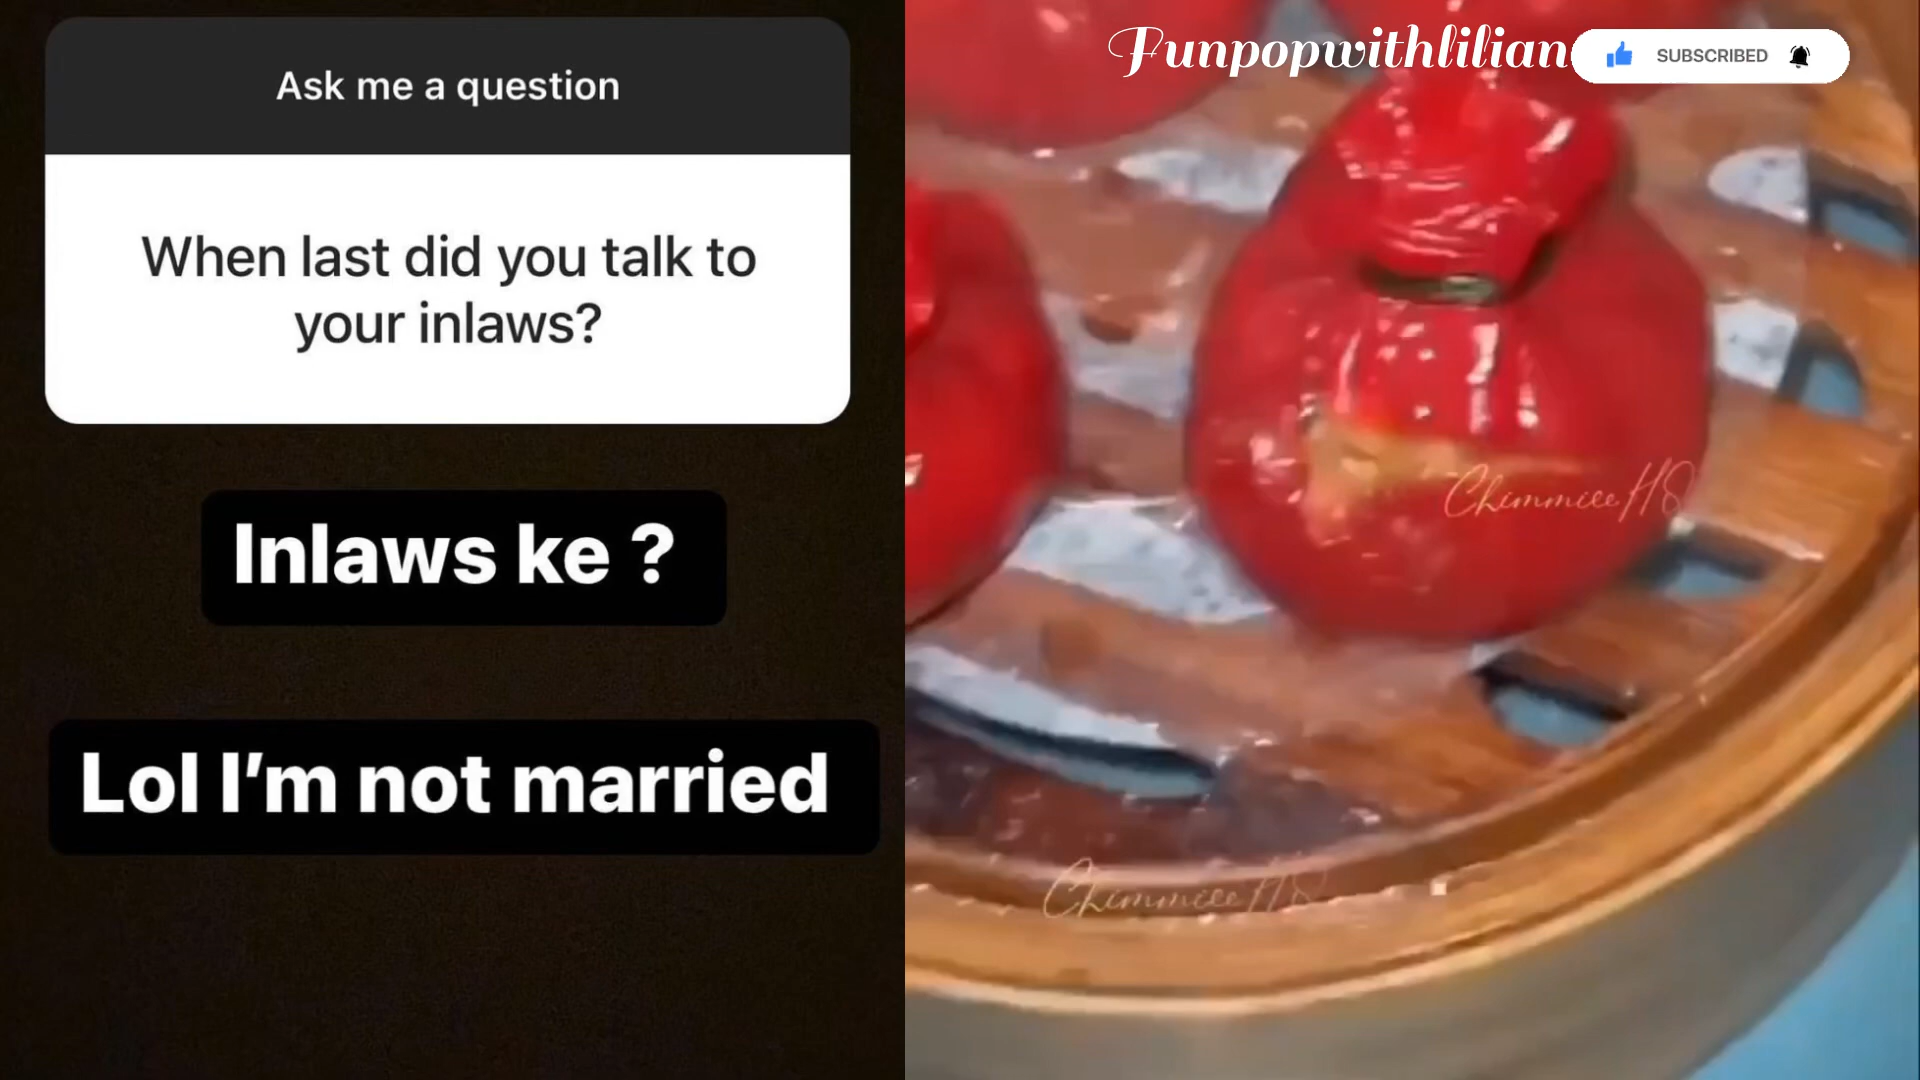 Ask me a question
When last did you talk to
your inlaws?
Inlaws ke ?
Lol I’m not married
Funpopwithlilian
SUBSCRIBED